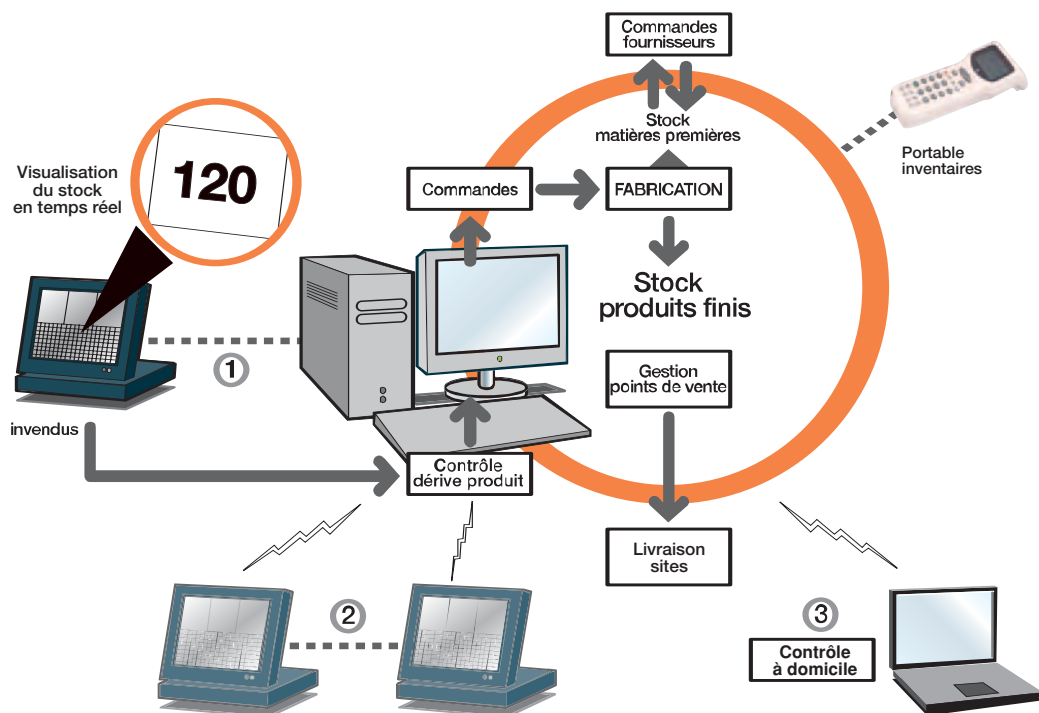 Commandes
fournisseurs
Stock
matières premières
Portable
inventaires
Visualisation
du stock
en temps réel
120
Commandes
FABRICATION
Stock
produits finis
1
Gestion
points de vente
invendus
Contrôle
dérive produit
Livraison
sites
2
3
Contrôle
à domicile